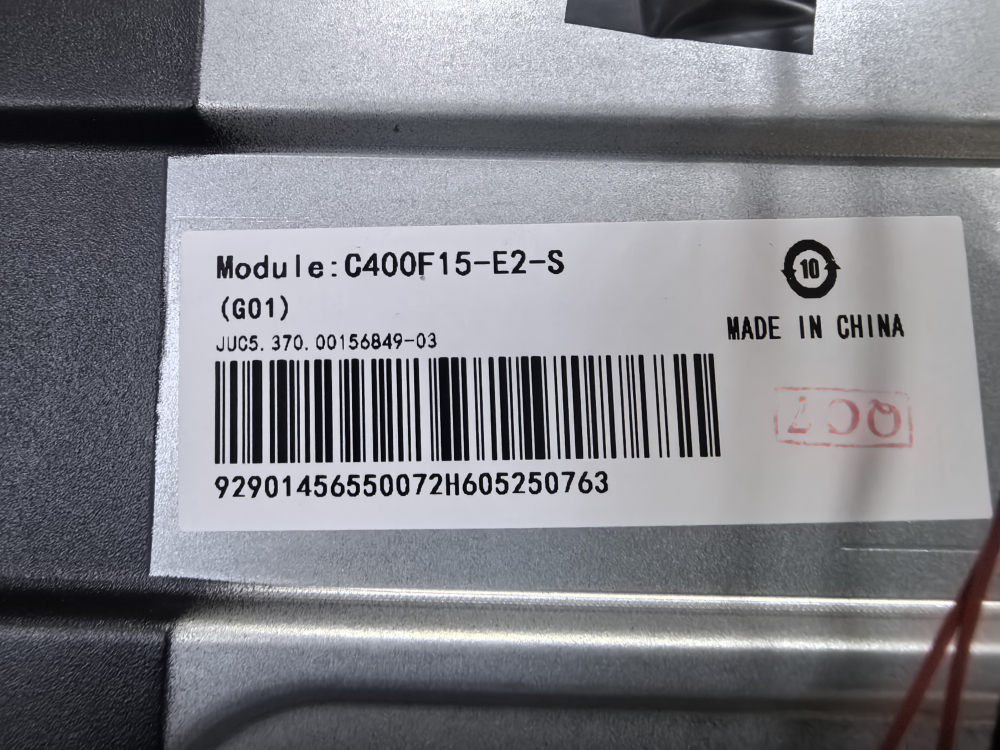 Module:C400F15-E2-S
(G01)
JUC5.370.00156849-03
92901456550072H605250763
10
MADE IN CHINA